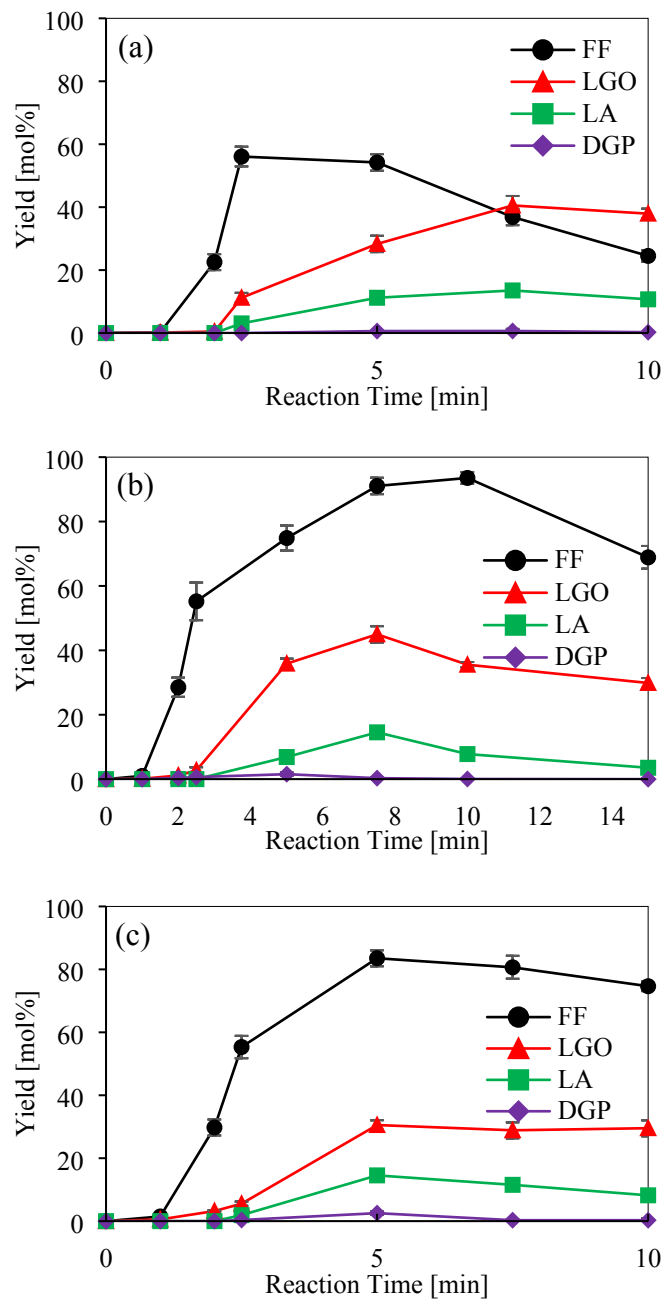 (a)
FF
LGO
LA
DGP
Yield [mol%]
100
80
60
40
20
0
0 5 10
Reaction Time [min]
(b)
FF
LGO
LA
DGP
Yield [mol%]
100
80
60
40
20
0
0 2 4 6 8 10 12 14
Reaction Time [min]
(c)
FF
LGO
LA
DGP
Yield [mol%]
100
80
60
40
20
0
0 5 10
Reaction Time [min]